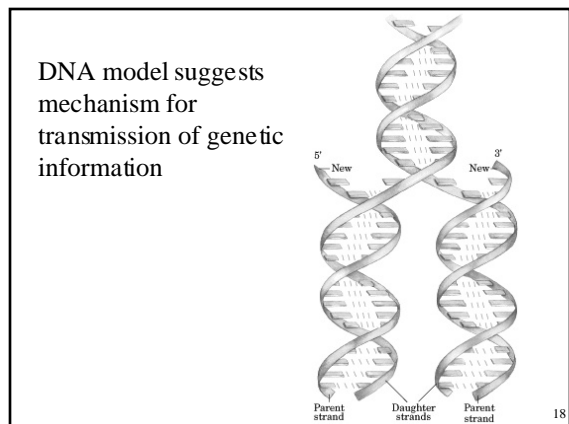 DNA model suggests
mechanism for
transmission of genetic
information
5′
New
New
3′
Parent
strand
Daughter
strands
Parent
strand
18